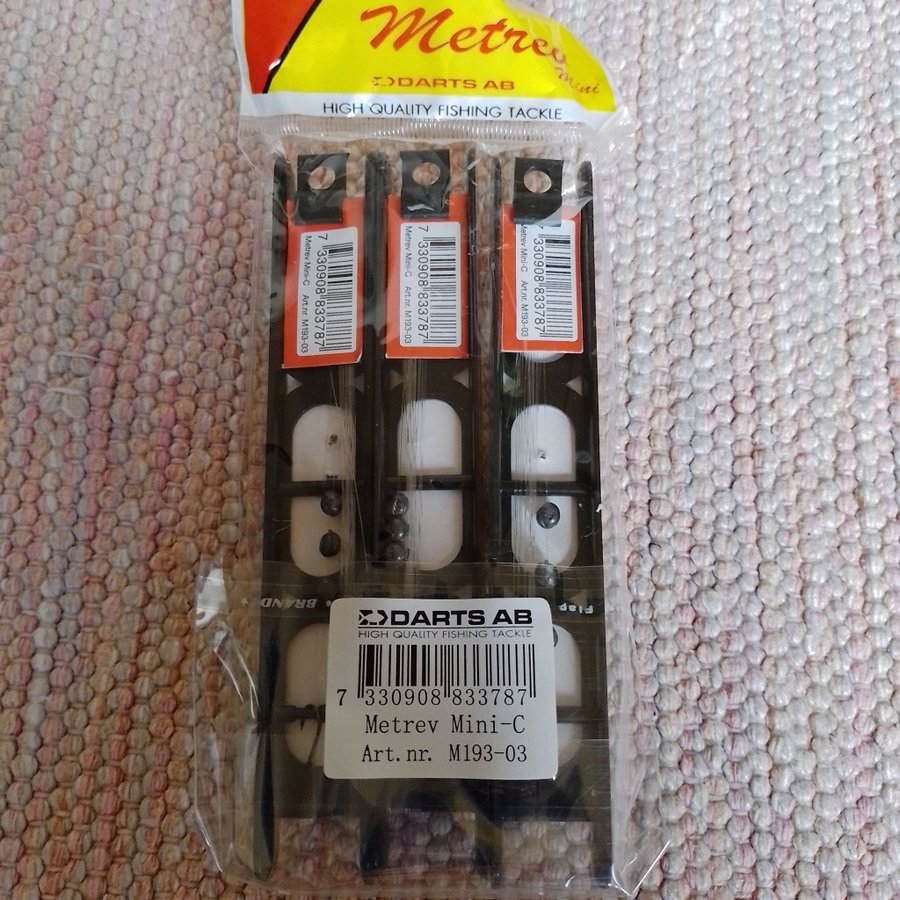 Metrev
mini
DARTS AB
HIGH QUALITY FISHING TACKLE
7 330908 833787
Metrev Mini-C Art.nr. M193-03
7 330908 833787
Metrev Mini-C Art.nr. M193-03
7 330908 833787
Metrev Mini-C Art.nr. M193-03
BRAND
DARTS AB
HIGH QUALITY FISHING TACKLE
7 330908 833787
Metrev Mini-C
Art.nr. M193-03